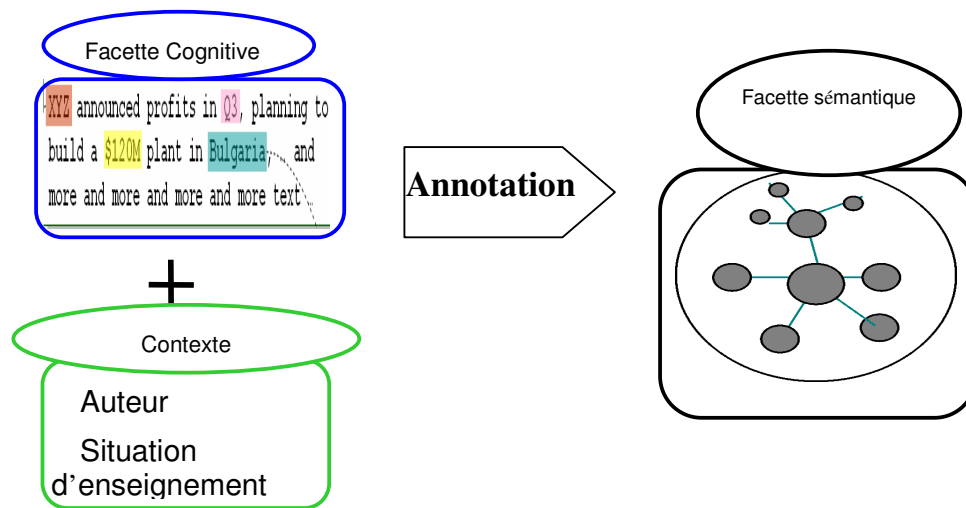 Facette Cognitive
XYZ announced profits in Q3, planning to
build a $120M plant in Bulgaria, and
more and more and more and more text
Contexte
Auteur
Situation
d'enseignement
Annotation
Facette sémantique